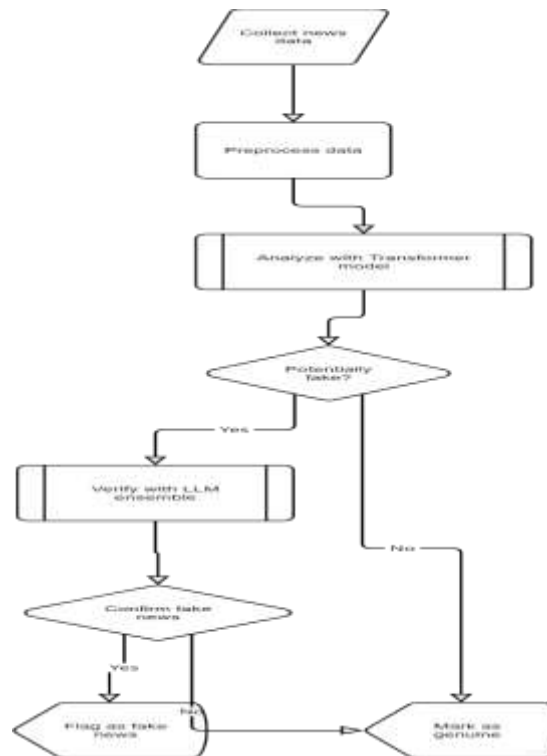 Collect news
data
Preprocess data
Analyze with Transformer
model
Potentially
fake?
Yes
Verify with LLM
ensemble
No
Confirm fake
news
Yes
No
Flag as fake
news
Mark as
genuine